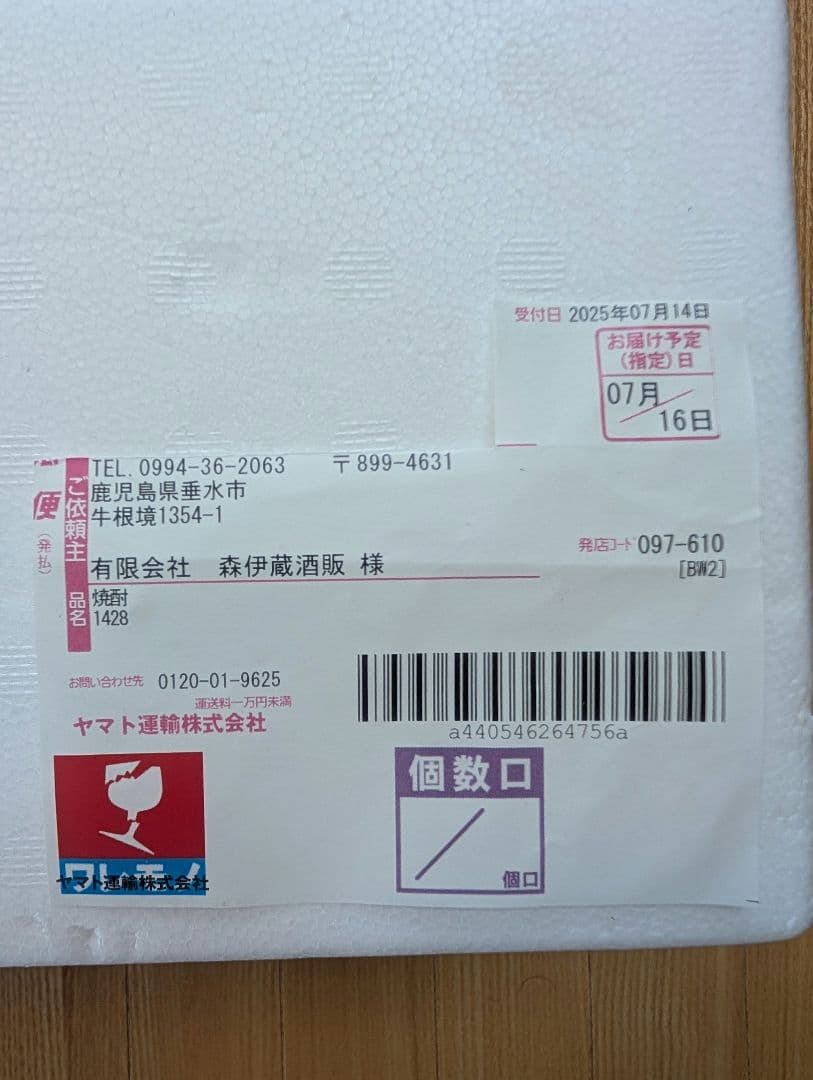 受付日 2025年07月14日
お届け予定
(指定)日
07月
16日
便
(発払)
ご依頼主
TEL. 0994-36-2063 〒899-4631
鹿児島県垂水市
牛根境1354-1
有限会社 森伊蔵酒販 様
発店コード 097-610
[BW2]
品名
焼酎
1428
お問い合わせ先 0120-01-9625
運送料一万円未満
ヤマト運輸株式会社
a440546264756a
ワレモノ
ヤマト運輸株式会社
個数口
個口